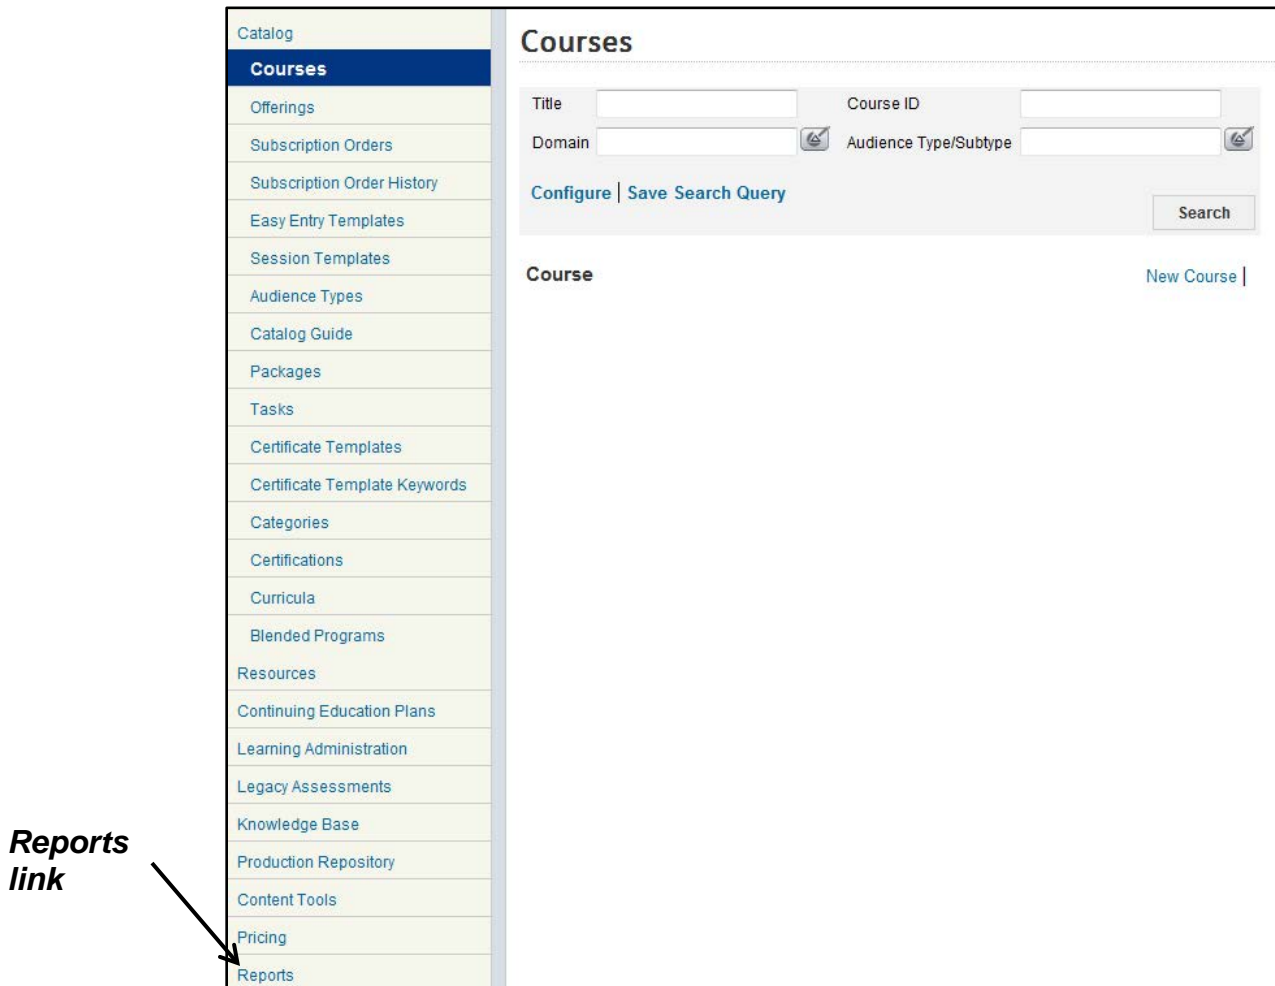 Catalog
Courses
Offerings
Subscription Orders
Subscription Order History
Easy Entry Templates
Session Templates
Audience Types
Catalog Guide
Packages
Tasks
Certificate Templates
Certificate Template Keywords
Categories
Certifications
Curricula
Blended Programs
Resources
Continuing Education Plans
Learning Administration
Legacy Assessments
Knowledge Base
Production Repository
Content Tools
Pricing
Reports
Reports
link
Courses
Title Course ID
Domain Audience Type/Subtype
Configure | Save Search Query
Search
Course New Course |